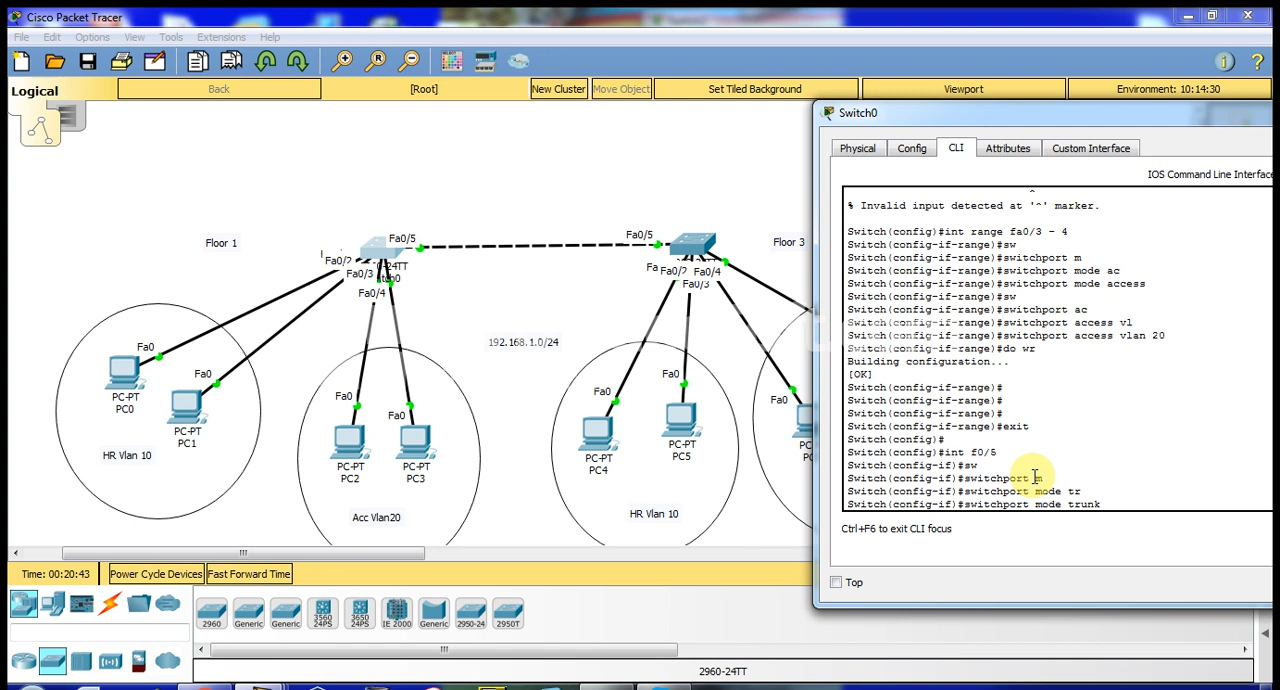 Cisco Packet Tracer
File Edit Options View Tools Extensions Help
Logical
Back
[Root]
New Cluster
Move Object
Set Tiled Background
Viewport
Environment: 10:14:30
Switch0
Physical Config CLI Attributes Custom Interface
IOS Command Line Interface
^
% Invalid input detected at '^' marker.
Switch(config)#int range fa0/3 - 4
Switch(config-if-range)#sw
Switch(config-if-range)#switchport m
Switch(config-if-range)#switchport mode ac
Switch(config-if-range)#switchport mode access
Switch(config-if-range)#sw
Switch(config-if-range)#switchport ac
Switch(config-if-range)#switchport access vl
Switch(config-if-range)#switchport access vlan 20
Switch(config-if-range)#do wr
Building configuration...
[OK]
Switch(config-if-range)#
Switch(config-if-range)#
Switch(config-if-range)#
Switch(config-if-range)#exit
Switch(config)#
Switch(config)#int f0/5
Switch(config-if)#sw
Switch(config-if)#switchport m
Switch(config-if)#switchport mode tr
Switch(config-if)#switchport mode trunk
Ctrl+F6 to exit CLI focus
Top
Floor 1
Fa0/5
Fa0/5
Floor 3
Fa0/2
Fa0/3
Fa0/4
Fa0/2
Fa0/4
Fa0/3
192.168.1.0/24
Fa0
PC-PT
PC0
Fa0
PC-PT
PC1
HR Vlan 10
Fa0
PC-PT
PC2
Fa0
PC-PT
PC3
Acc Vlan20
Fa0
PC-PT
PC4
Fa0
PC-PT
PC5
HR Vlan 10
Fa0
Time: 00:20:43
Power Cycle Devices
Fast Forward Time
2960
Generic
Generic
3560
24PS
3650
24PS
IE 2000
Generic
2950-24
2950T
2960-24TT